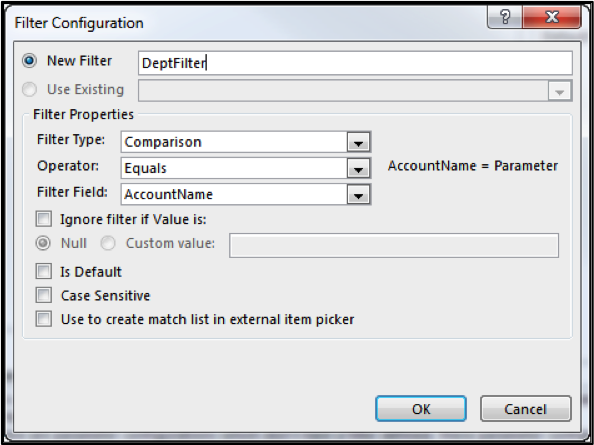 Filter Configuration
New Filter DeptFilter
Use Existing
Filter Properties
Filter Type: Comparison
Operator: Equals AccountName = Parameter
Filter Field: AccountName
Ignore filter if Value is:
Null Custom value:
Is Default
Case Sensitive
Use to create match list in external item picker
OK Cancel